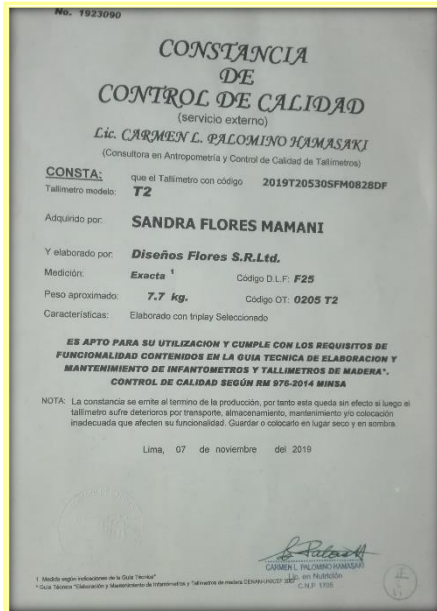 No. 1923090
CONSTANCIA
DE
CONTROL DE CALIDAD
(servicio externo)
Lic. CARMEN L. PALOMINO HAMASAKI
(Consultora en Antropometría y Control de Calidad de Tallímetros)
CONSTA: que el Tallímetro con código 2019T20530SFM0828DF
Tallímetro modelo: T2
Adquirido por: SANDRA FLORES MAMANI
Y elaborado por: Diseños Flores S.R.Ltd.
Medición: Exacta ¹ Código D.L.F: F25
Peso aproximado: 7.7 kg. Código OT: 0205 T2
Características: Elaborado con triplay Seleccionado
ES APTO PARA SU UTILIZACION Y CUMPLE CON LOS REQUISITOS DE
FUNCIONALIDAD CONTENIDOS EN LA GUIA TECNICA DE ELABORACION Y
MANTENIMIENTO DE INFANTOMETROS Y TALLIMETROS DE MADERA*.
CONTROL DE CALIDAD SEGÚN RM 976-2014 MINSA
NOTA: La constancia se emite al termino de la producción, por tanto esta queda sin efecto si luego el
tallímetro sufre deterioros por transporte, almacenamiento, mantenimiento y/o colocación
inadecuada que afecten su funcionalidad. Guardar o colocarlo en lugar seco y en sombra.
Lima, 07 de noviembre del 2019
CARMEN L. PALOMINO HAMASAKI
Lic. en Nutrición
C.N.P. 1705
1 Medida según indicaciones de la Guía Técnica*
* Guía Técnica "Elaboración y Mantenimiento de Infantómetros y Tallímetros de madera